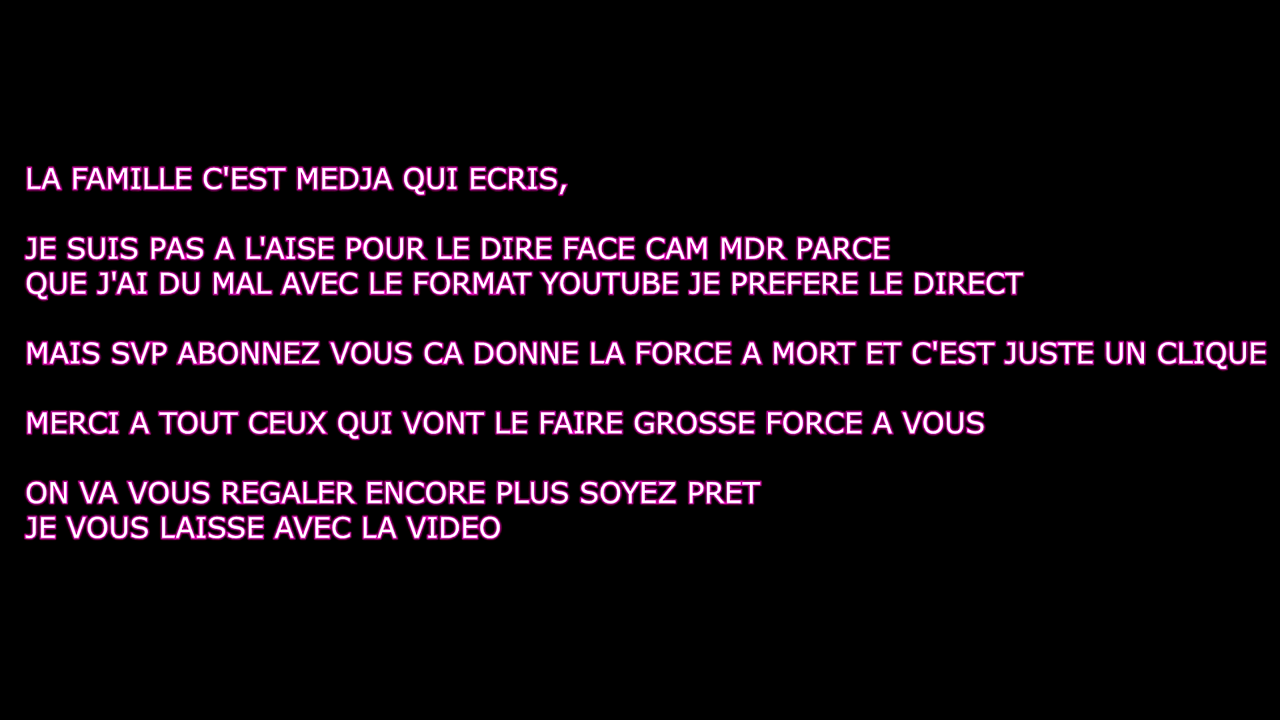 LA FAMILLE C'EST MEDJA QUI ECRIS,
JE SUIS PAS A L'AISE POUR LE DIRE FACE CAM MDR PARCE
QUE J'AI DU MAL AVEC LE FORMAT YOUTUBE JE PREFERE LE DIRECT
MAIS SVP ABONNEZ VOUS CA DONNE LA FORCE A MORT ET C'EST JUSTE UN CLIQUE
MERCI A TOUT CEUX QUI VONT LE FAIRE GROSSE FORCE A VOUS
ON VA VOUS REGALER ENCORE PLUS SOYEZ PRET
JE VOUS LAISSE AVEC LA VIDEO